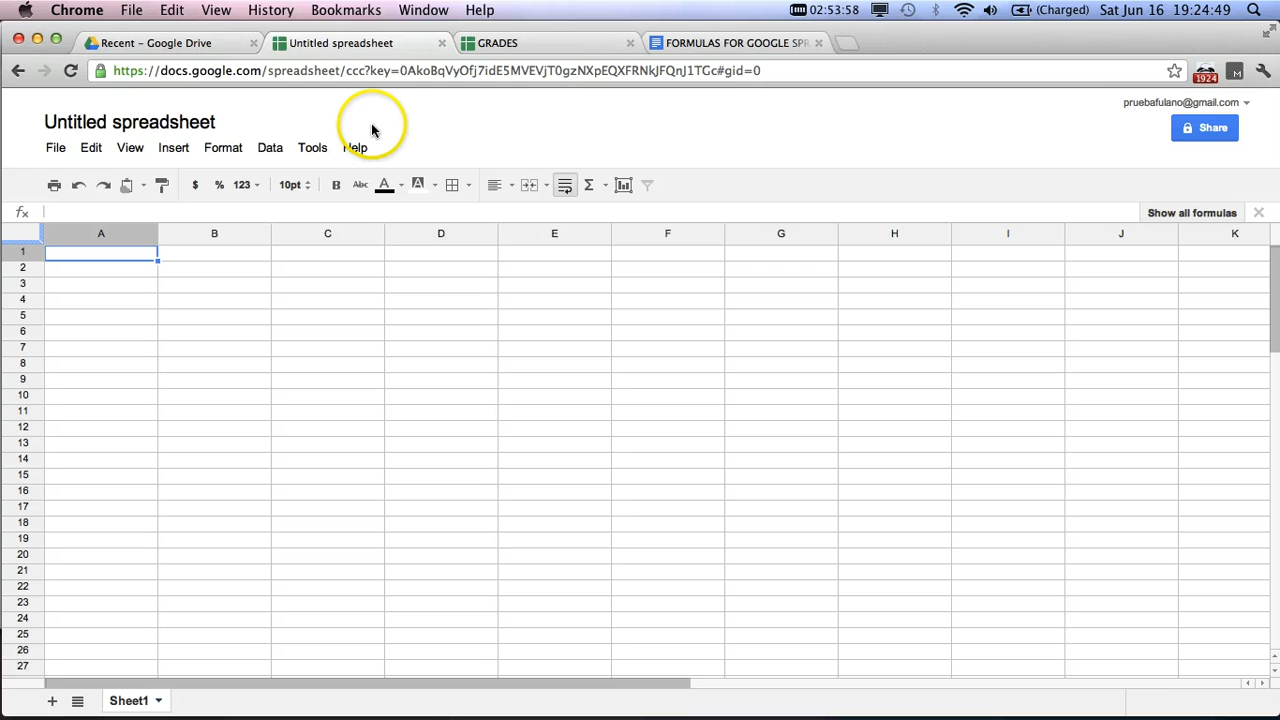 Chrome File Edit View History Bookmarks Window Help 02:53:58 (Charged) Sat Jun 16 19:24:49
Recent - Google Drive Untitled spreadsheet GRADES FORMULAS FOR GOOGLE SPR
https://docs.google.com/spreadsheet/ccc?key=0AkoBqVyOfj7idE5MVEVjT0gzNXpEQXFRNkJFQnJ1TGc#gid=0 1924 M
pruebafulano@gmail.com
Untitled spreadsheet
Share
File Edit View Insert Format Data Tools Help
$ % 123 10pt B Abc A A Σ
fx Show all formulas
A B C D E F G H I J K
1
2
3
4
5
6
7
8
9
10
11
12
13
14
15
16
17
18
19
20
21
22
23
24
25
26
27
+ Sheet1